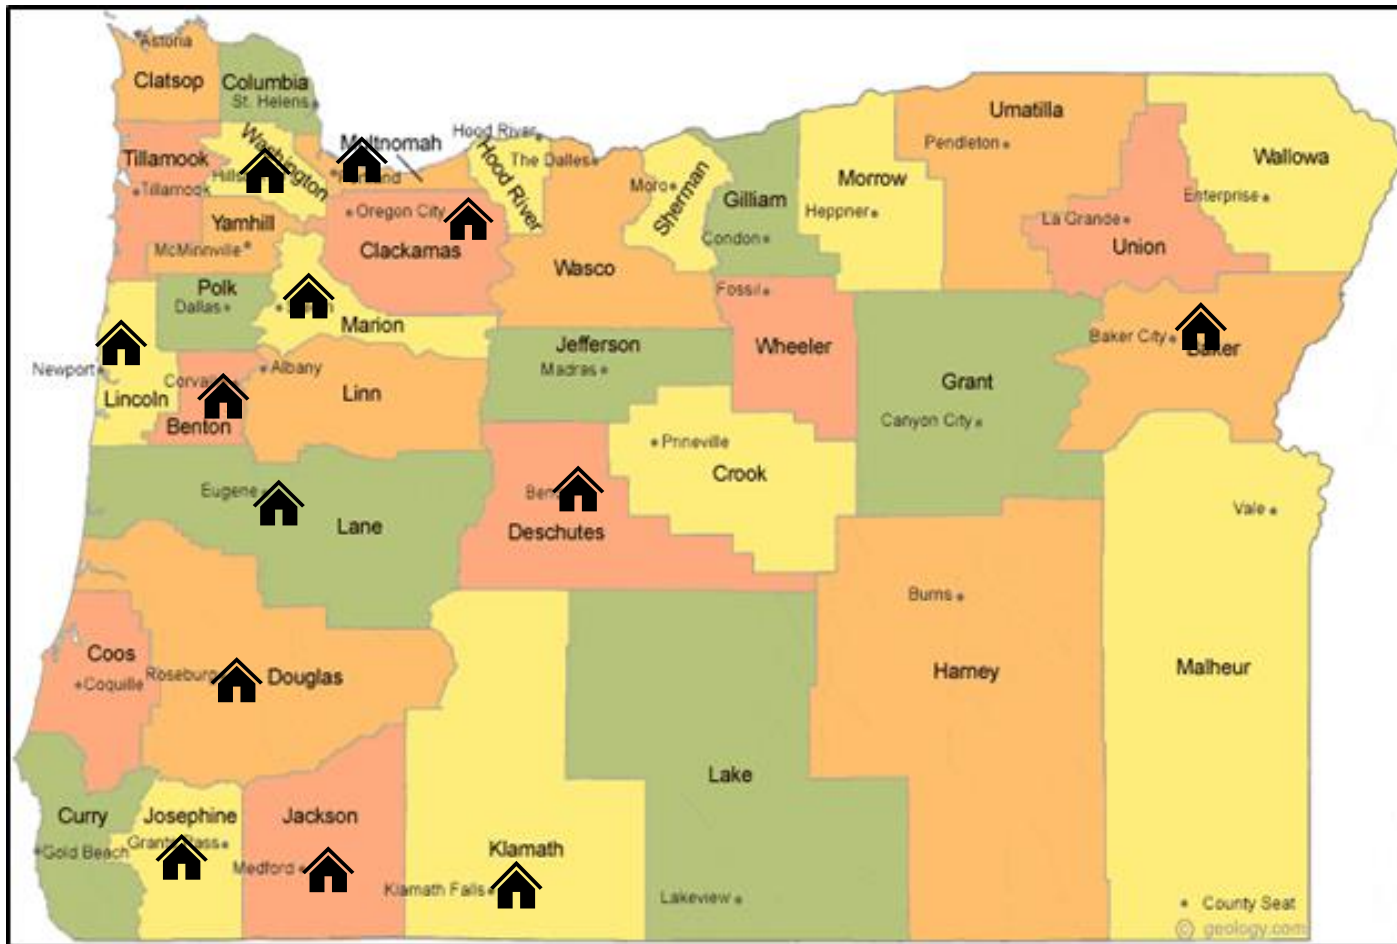 Astoria
Clatsop
Columbia
St. Helens
Tillamook
Tillamook
Washington
Multnomah
Hood River
Hood River
The Dalles
Oregon City
Clackamas
Yamhill
McMinnville
Polk
Dallas
Marion
Newport
Lincoln
Benton
Albany
Linn
Wasco
Moro
Sherman
Gilliam
Condon
Morrow
Heppner
Umatilla
Pendleton
Wallowa
Enterprise
La Grande
Union
Fossil
Wheeler
Jefferson
Madras
Grant
Canyon City
Baker City
Baker
Prineville
Crook
Eugene
Lane
Deschutes
Vale
Burns
Harney
Malheur
Coos
Coquille
Roseburg
Douglas
Lake
Lakeview
Curry
Gold Beach
Josephine
Jackson
Medford
Klamath
Klamath Falls
County Seat
© geology.com